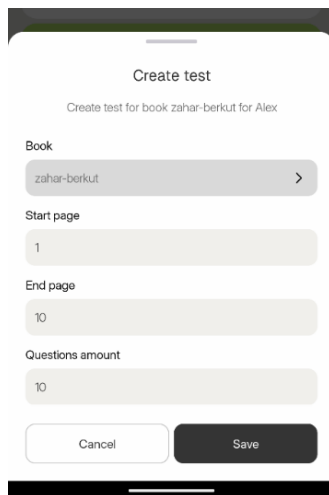 Create test
Create test for book zahar-berkut for Alex
Book
zahar-berkut
Start page
1
End page
10
Questions amount
10
Cancel
Save